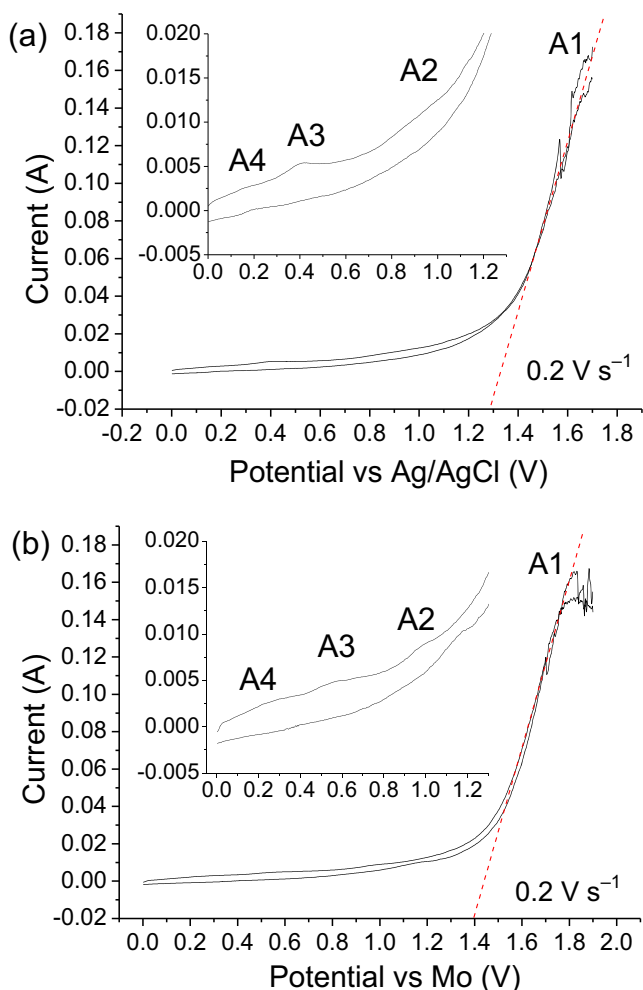 (a)
Current (A)
0.18
0.16
0.14
0.12
0.10
0.08
0.06
0.04
0.02
0.00
-0.02
-0.2 0.0 0.2 0.4 0.6 0.8 1.0 1.2 1.4 1.6 1.8
Potential vs Ag/AgCl (V)
A1
0.2 V s⁻¹
0.020
0.015
0.010
0.005
0.000
-0.005
0.0 0.2 0.4 0.6 0.8 1.0 1.2
A4
A3
A2
(b)
Current (A)
0.18
0.16
0.14
0.12
0.10
0.08
0.06
0.04
0.02
0.00
-0.02
0.0 0.2 0.4 0.6 0.8 1.0 1.2 1.4 1.6 1.8 2.0
Potential vs Mo (V)
A1
0.2 V s⁻¹
0.020
0.015
0.010
0.005
0.000
-0.005
0.0 0.2 0.4 0.6 0.8 1.0 1.2
A4
A3
A2